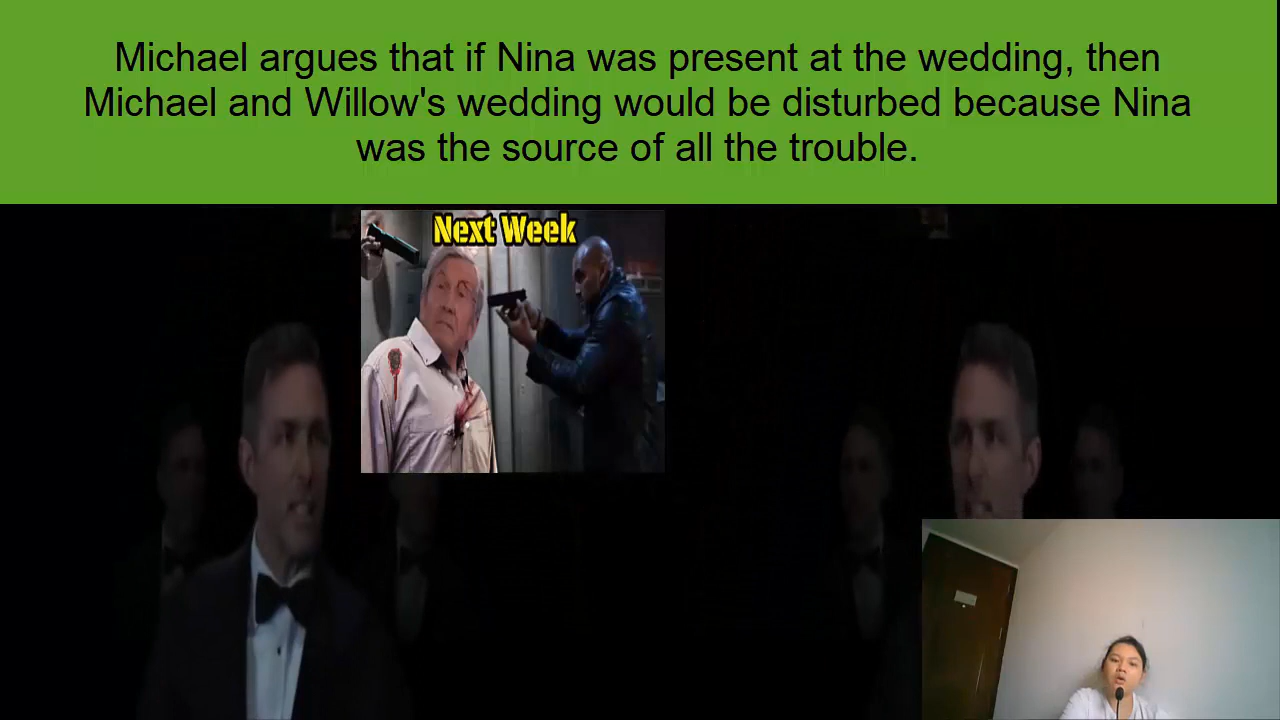 Michael argues that if Nina was present at the wedding, then
Michael and Willow's wedding would be disturbed because Nina
was the source of all the trouble.
Next Week